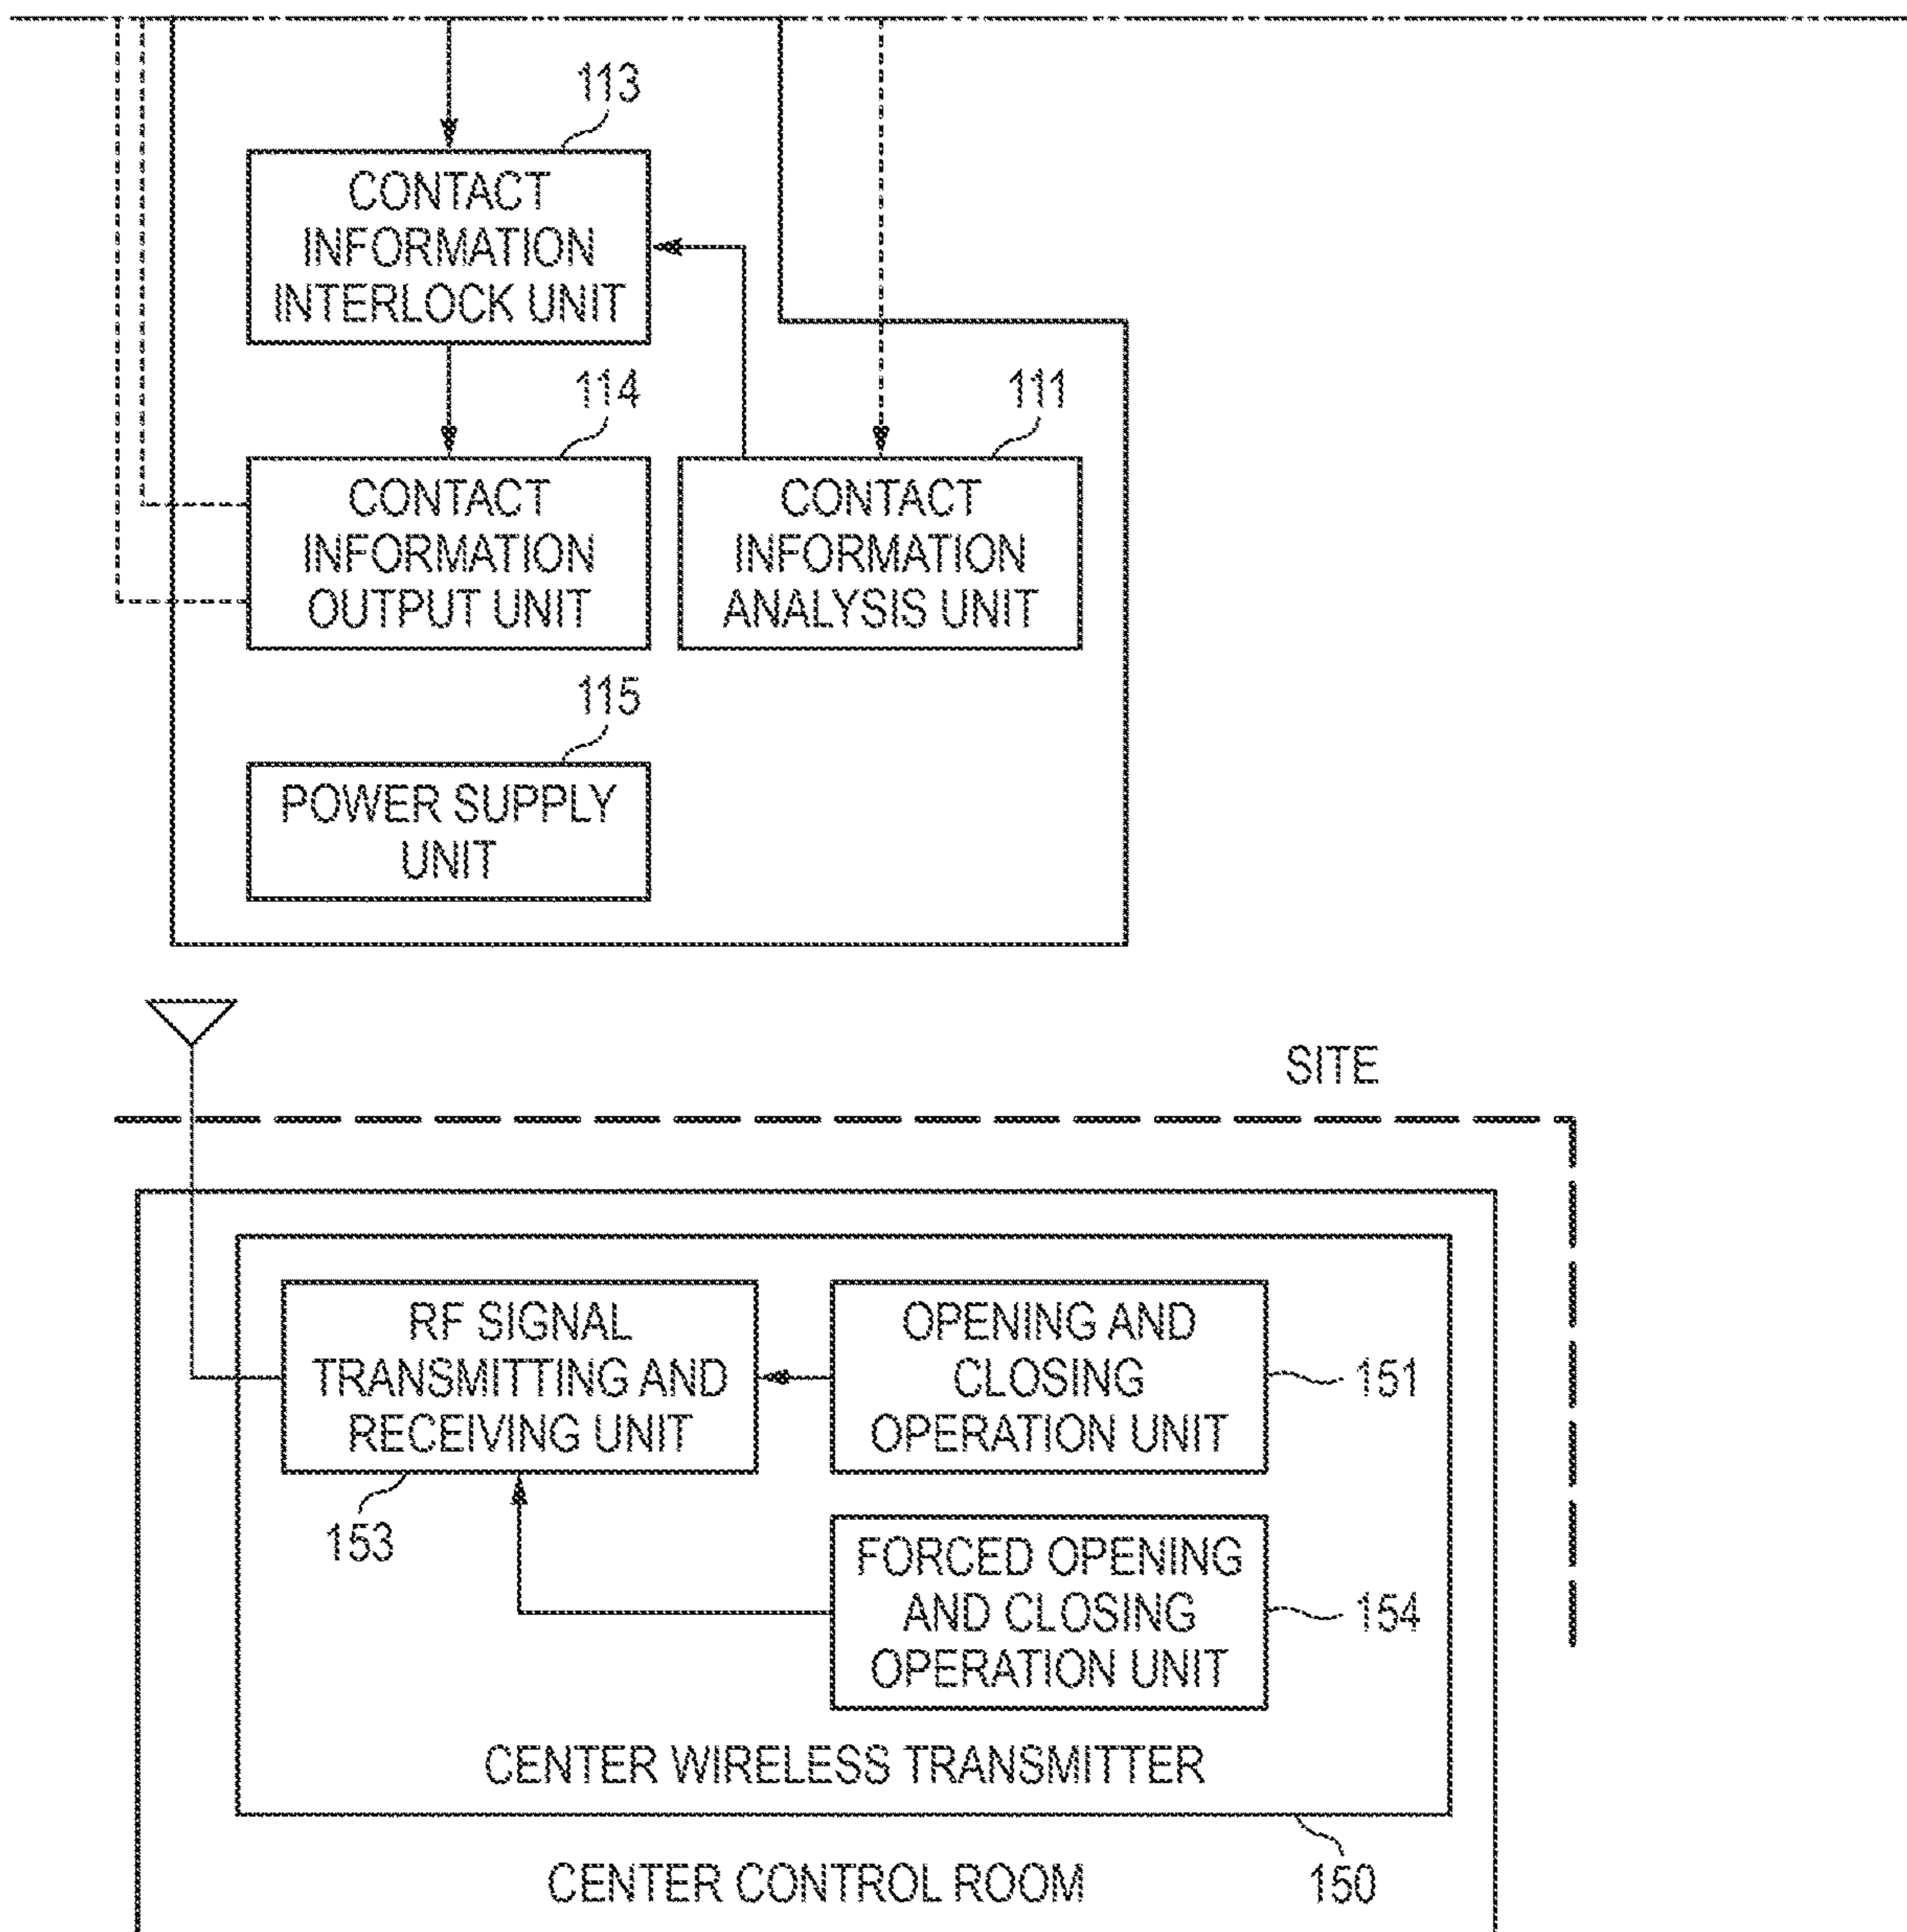 113
CONTACT
INFORMATION
INTERLOCK UNIT
114
111
CONTACT
INFORMATION
OUTPUT UNIT
CONTACT
INFORMATION
ANALYSIS UNIT
115
POWER SUPPLY
UNIT
SITE
RF SIGNAL
TRANSMITTING AND
RECEIVING UNIT
OPENING AND
CLOSING
OPERATION UNIT
151
153
FORCED OPENING
AND CLOSING
OPERATION UNIT
154
CENTER WIRELESS TRANSMITTER
CENTER CONTROL ROOM
150